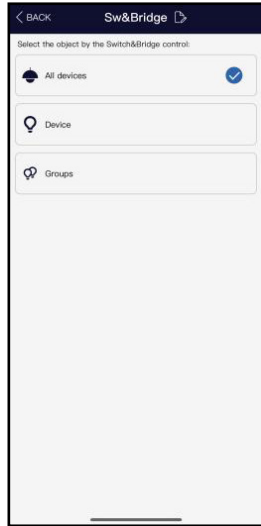 BACK Sw&Bridge
Select the object by the Switch&Bridge control:
All devices
Device
Groups